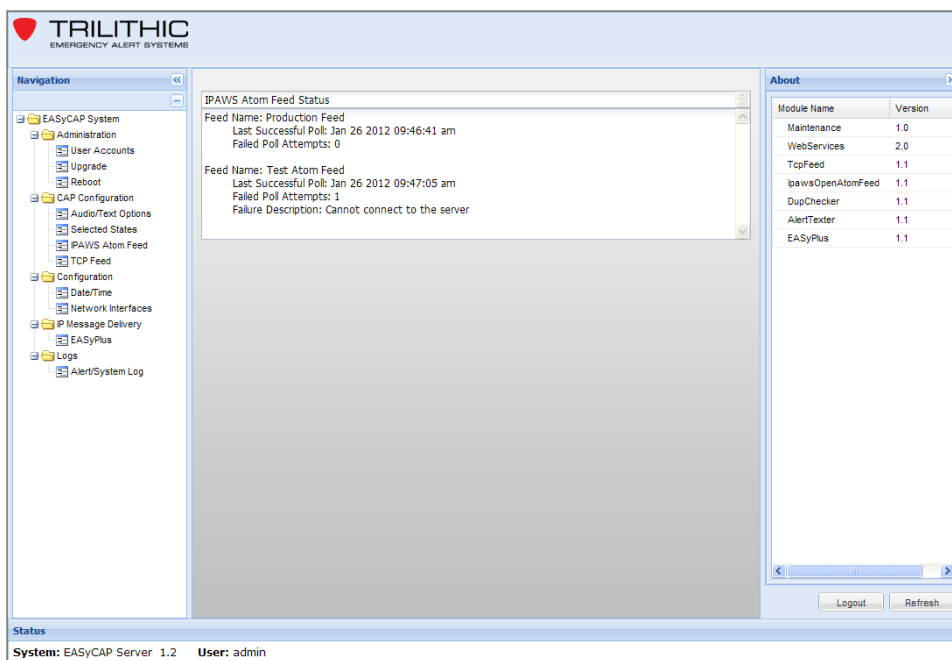 TRILITHIC
EMERGENCY ALERT SYSTEMS
Navigation
EASyCAP System
Administration
User Accounts
Upgrade
Reboot
CAP Configuration
Audio/Text Options
Selected States
IPAWS Atom Feed
TCP Feed
Configuration
Date/Time
Network Interfaces
IP Message Delivery
EASyPlus
Logs
Alert/System Log
IPAWS Atom Feed Status
Feed Name: Production Feed
Last Successful Poll: Jan 26 2012 09:46:41 am
Failed Poll Attempts: 0
Feed Name: Test Atom Feed
Last Successful Poll: Jan 26 2012 09:47:05 am
Failed Poll Attempts: 1
Failure Description: Cannot connect to the server
About
Module Name Version
Maintenance 1.0
WebServices 2.0
TcpFeed 1.1
IpawsOpenAtomFeed 1.1
DupChecker 1.1
AlertTexter 1.1
EASyPlus 1.1
Logout Refresh
Status
System: EASyCAP Server 1.2 User: admin